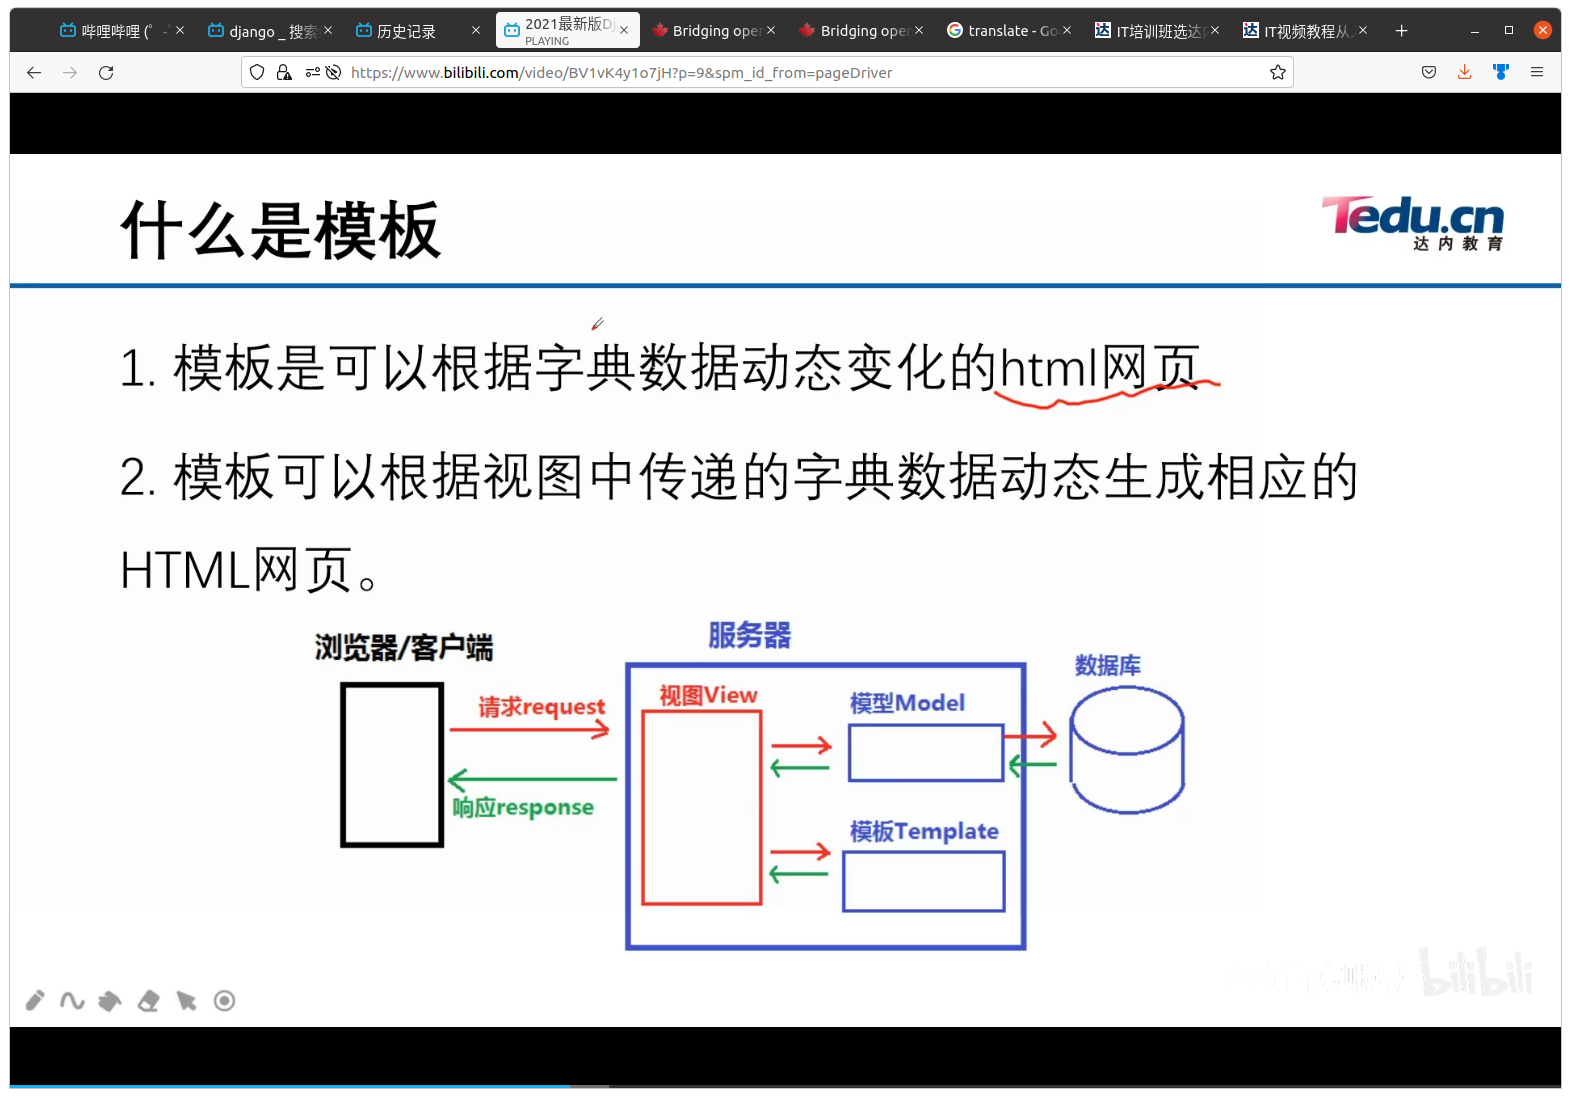 哔哩哔哩 (゜-゜
django _ 搜索
历史记录
2021最新版Dj
PLAYING
Bridging oper
Bridging oper
translate - Go
IT培训班选达内
IT视频教程从入
https://www.bilibili.com/video/BV1vK4y1o7jH?p=9&spm_id_from=pageDriver
什么是模板
Tedu.cn
达内教育
1. 模板是可以根据字典数据动态变化的html网页
2. 模板可以根据视图中传递的字典数据动态生成相应的
HTML网页。
浏览器/客户端
服务器
数据库
请求request
视图View
模型Model
响应response
模板Template
bilibili